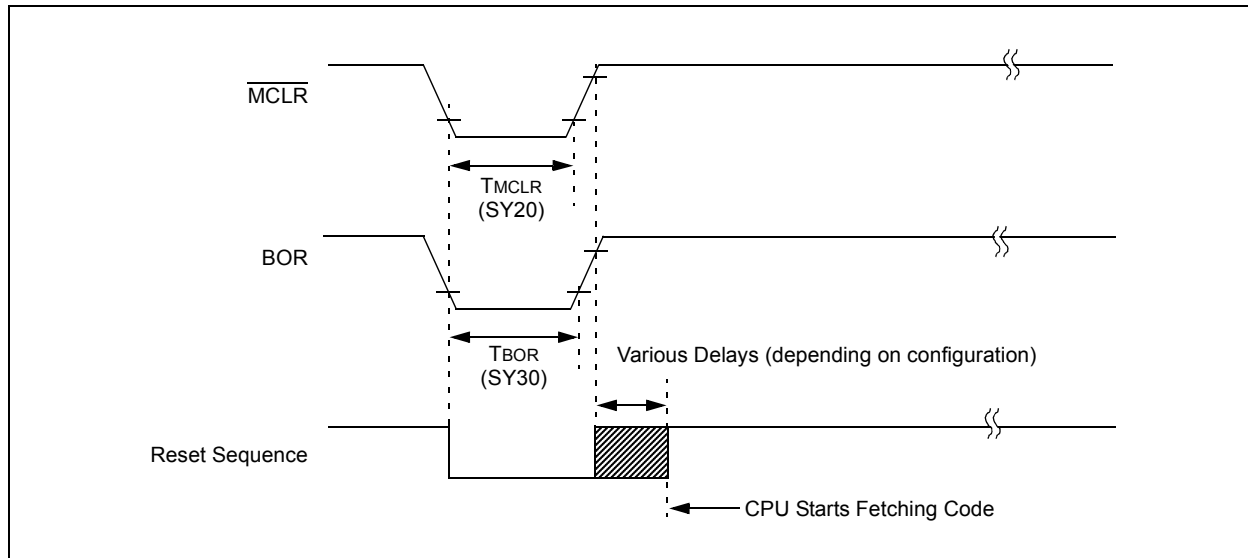 MCLR
TMCLR
(SY20)
BOR
TBOR
(SY30)
Various Delays (depending on configuration)
Reset Sequence
CPU Starts Fetching Code